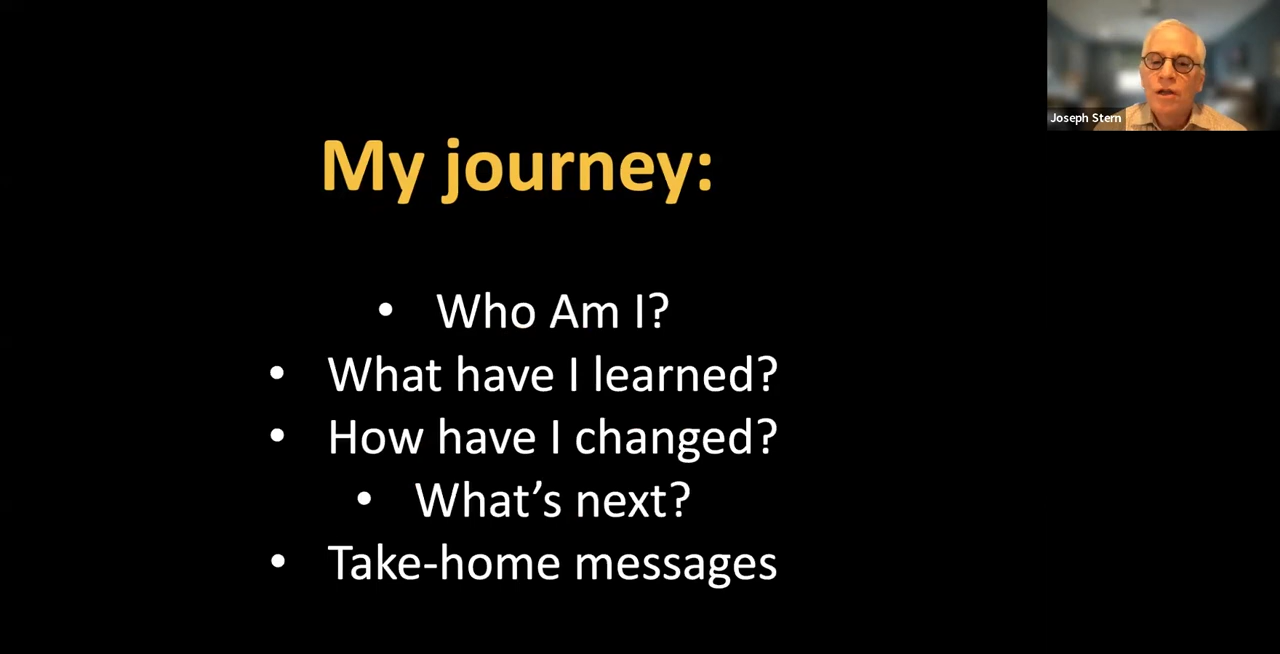 Joseph Stern
My journey:
• Who Am I?
• What have I learned?
• How have I changed?
• What’s next?
• Take-home messages